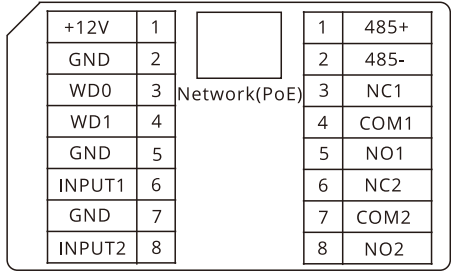 +12V 1
GND 2
WD0 3
WD1 4
GND 5
INPUT1 6
GND 7
INPUT2 8
Network(PoE)
1 485+
2 485-
3 NC1
4 COM1
5 NO1
6 NC2
7 COM2
8 NO2